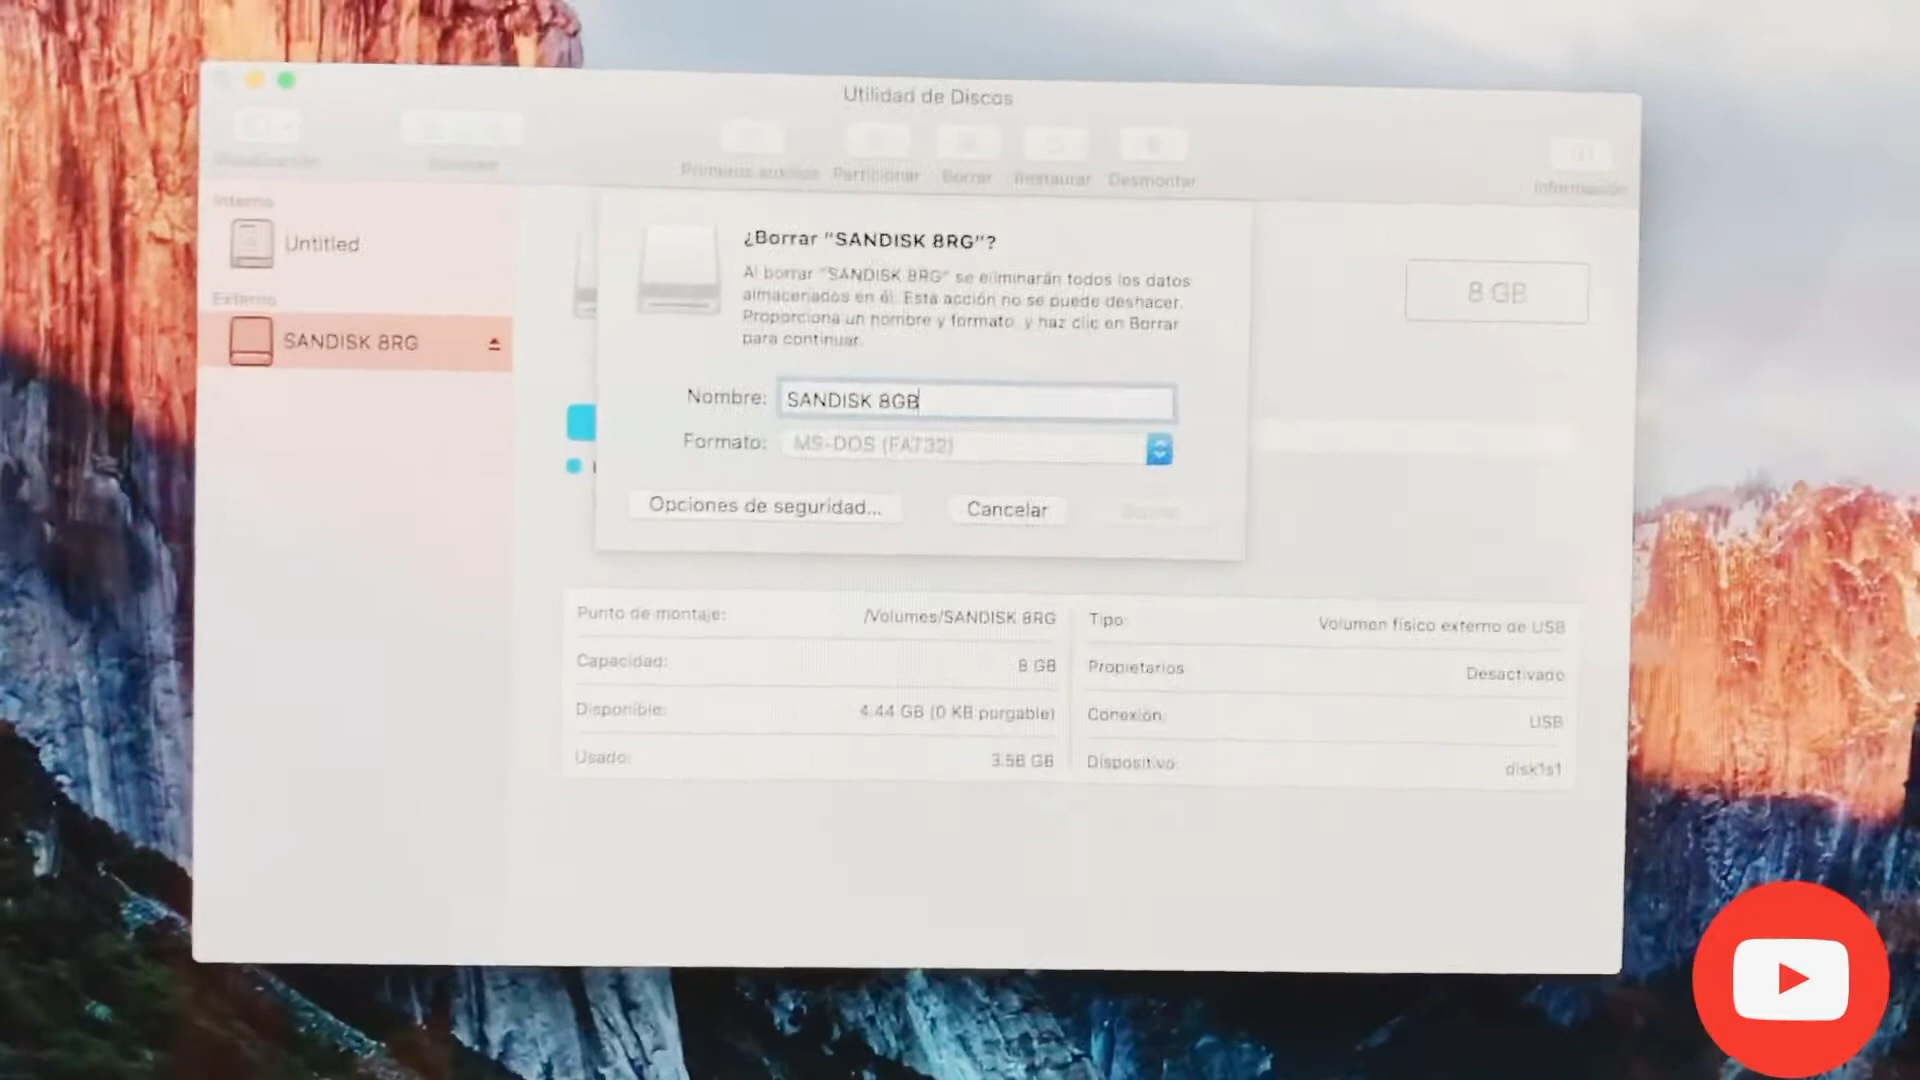 Utilidad de Discos
Primeros auxilios
Particionar
Borrar
Restaurar
Desmontar
Información
Interno
Untitled
Externo
SANDISK 8RG
¿Borrar "SANDISK 8RG"?
Al borrar "SANDISK 8RG" se eliminarán todos los datos
almacenados en él. Esta acción no se puede deshacer.
Proporciona un nombre y formato, y haz clic en Borrar
para continuar.
8 GB
Nombre: SANDISK 8GB
Formato: MS-DOS (FAT32)
Opciones de seguridad...
Cancelar
Borrar
Punto de montaje: /Volumes/SANDISK 8RG
Capacidad: 8 GB
Disponible: 4.44 GB (0 KB purgable)
Usado: 3.56 GB
Tipo: Volumen físico externo de USB
Propietarios: Desactivado
Conexión: USB
Dispositivo: disk1s1